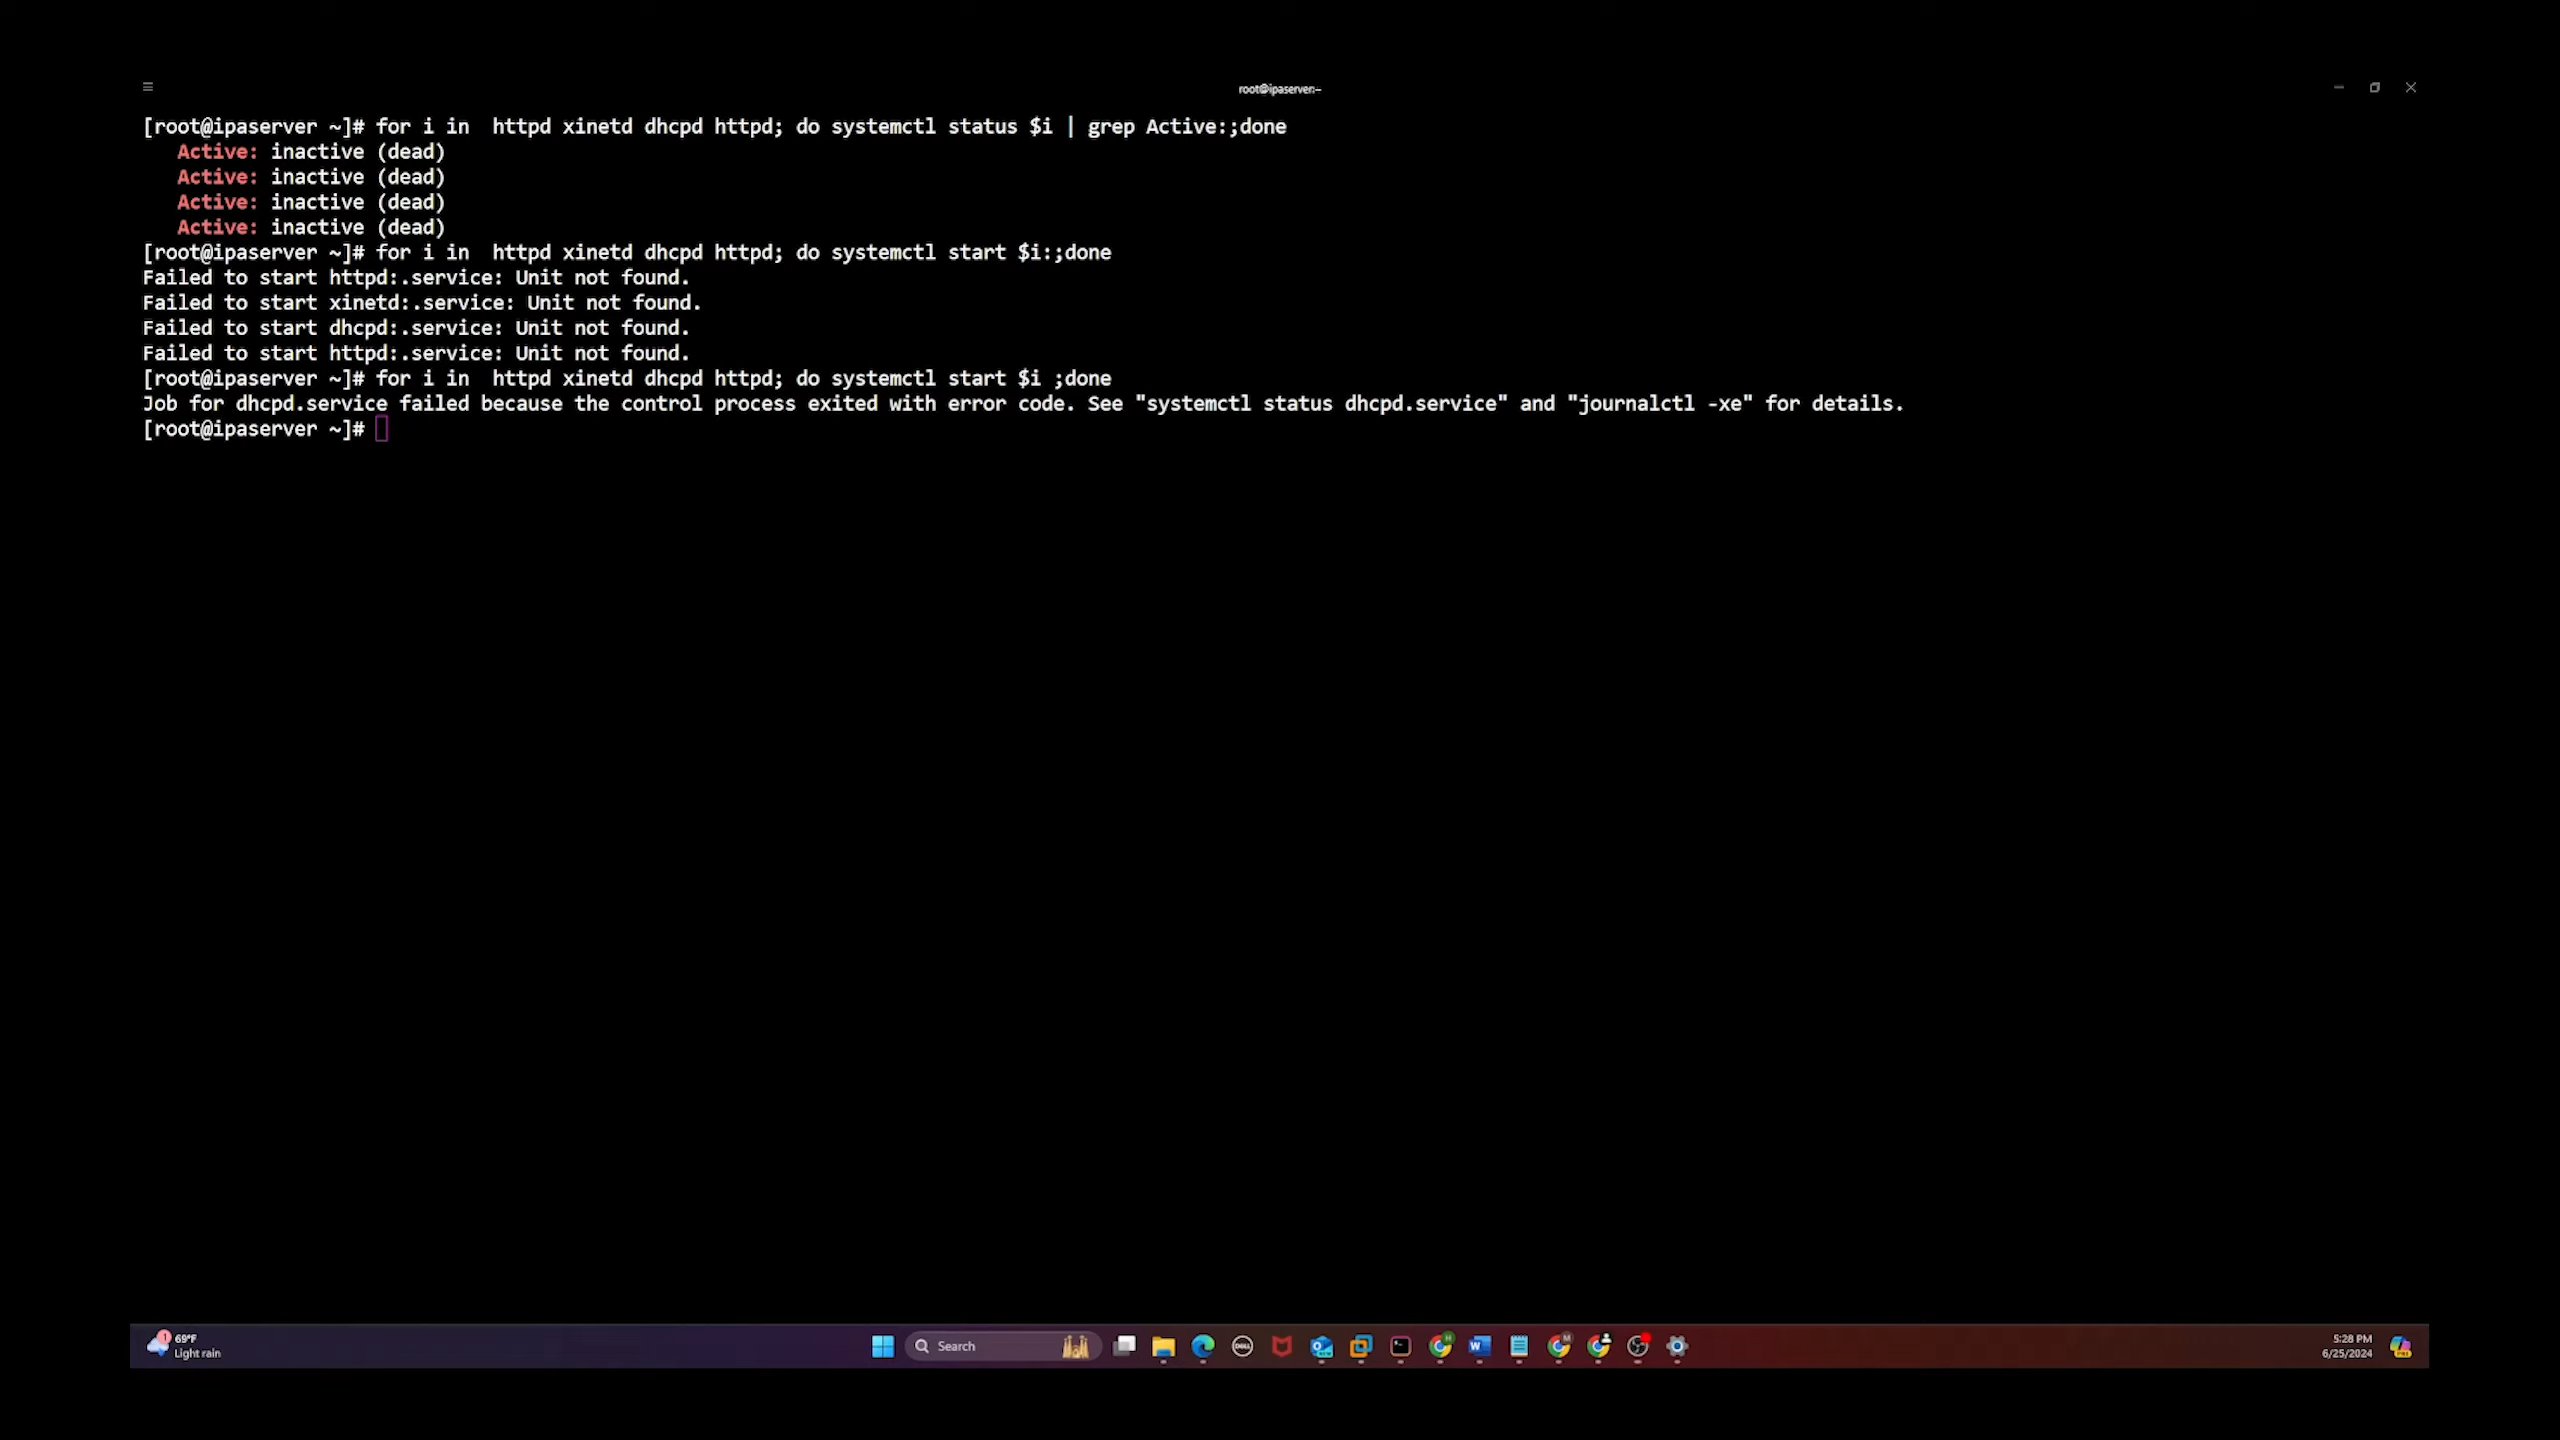 root@ipaserver:~
[root@ipaserver ~]# for i in  httpd xinetd dhcpd httpd; do systemctl status $i | grep Active:;done
   Active: inactive (dead)
   Active: inactive (dead)
   Active: inactive (dead)
   Active: inactive (dead)
[root@ipaserver ~]# for i in  httpd xinetd dhcpd httpd; do systemctl start $i:;done
Failed to start httpd:.service: Unit not found.
Failed to start xinetd:.service: Unit not found.
Failed to start dhcpd:.service: Unit not found.
Failed to start httpd:.service: Unit not found.
[root@ipaserver ~]# for i in  httpd xinetd dhcpd httpd; do systemctl start $i ;done
Job for dhcpd.service failed because the control process exited with error code. See "systemctl status dhcpd.service" and "journalctl -xe" for details.
[root@ipaserver ~]#
1
69°F
Light rain
Search
DELL
W
5:28 PM
6/25/2024